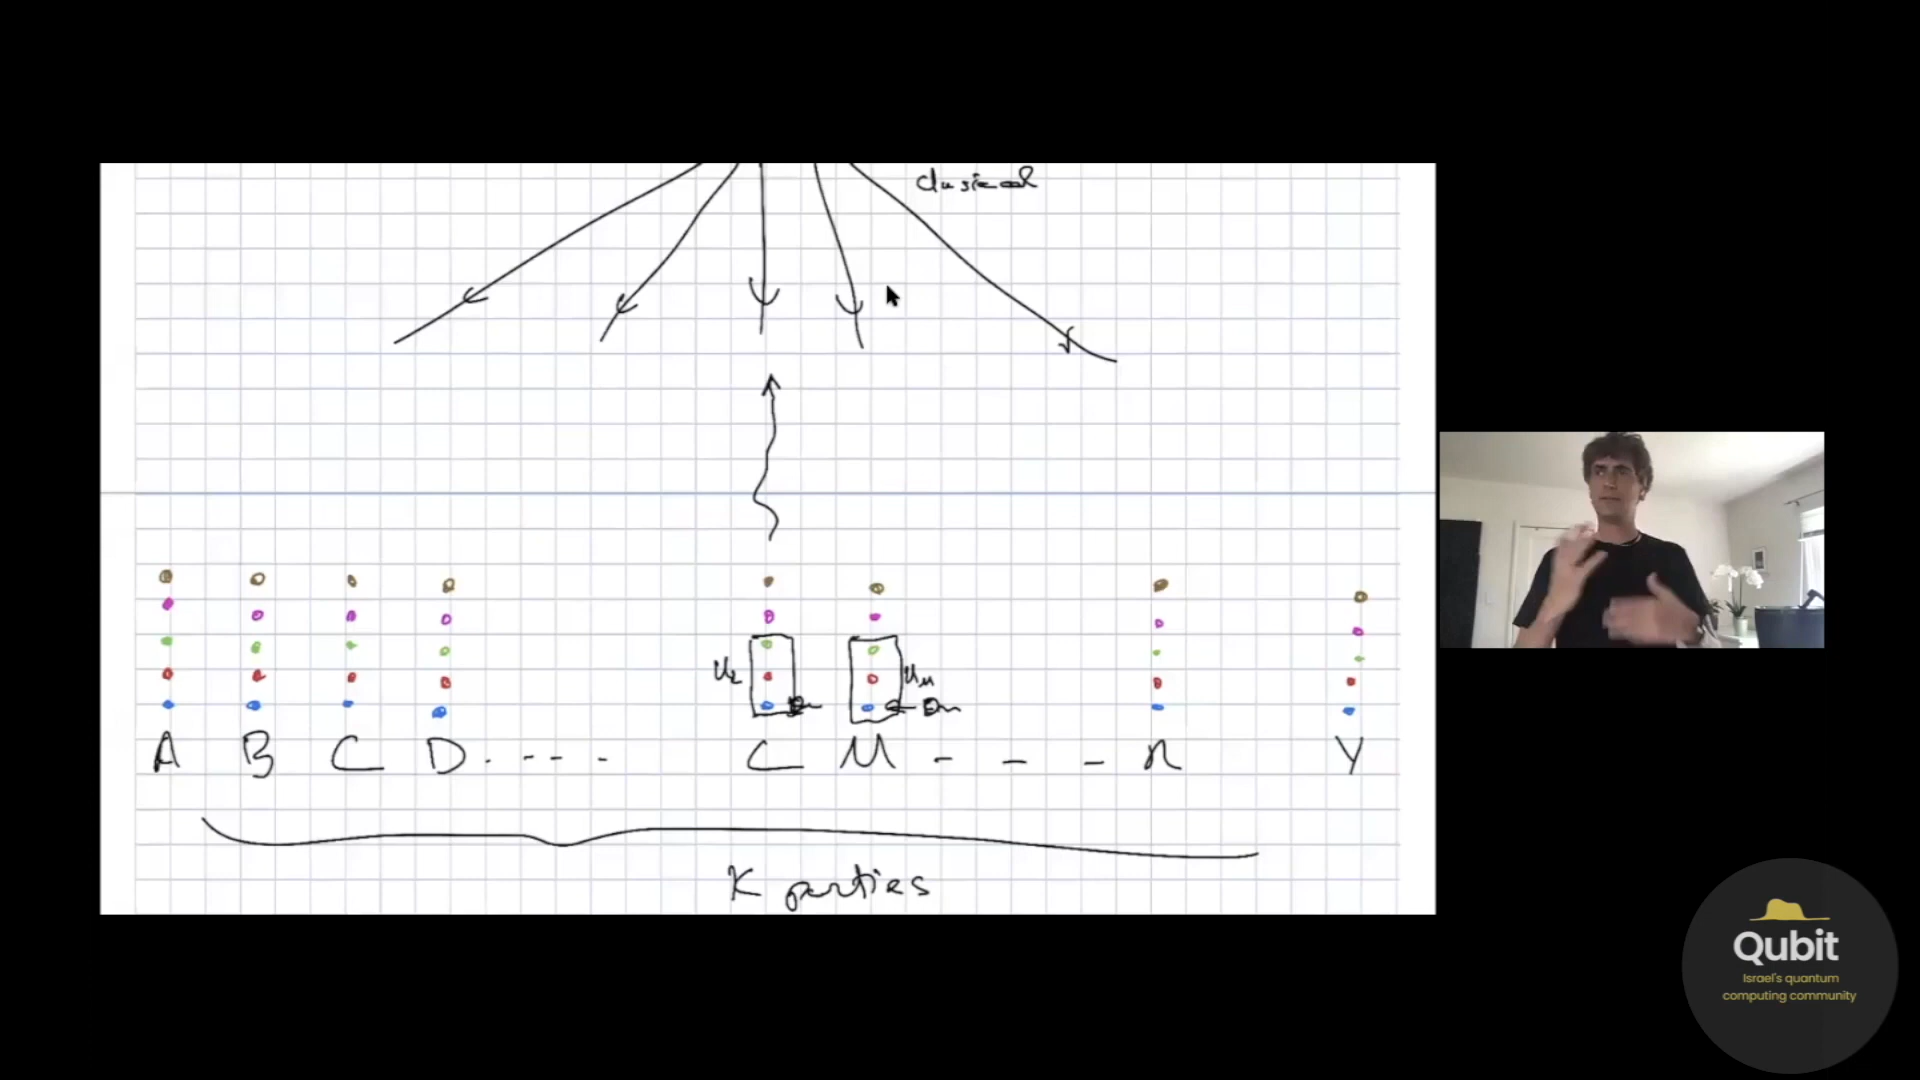 classical
U_L U_M
A B C D . - - - - C M - - - n Y
K parties
Qubit
Israel's quantum
computing community